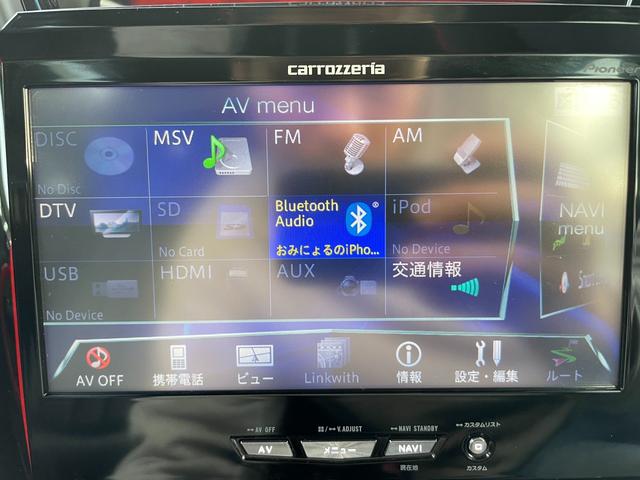 carrozzeria
Pioneer
AV menu
DISC
No Disc
MSV
FM
AM
DTV
SD
No Card
Bluetooth®
Audio
おみにょるのiPho...
iPod
No Device
NAVI
menu
USB
No Device
HDMI
AUX
交通情報
AV OFF
携帯電話
ビュー
Linkwith
情報
設定・編集
ルート
AV OFF
/ V.ADJUST
NAVI STANDBY
カスタムリスト
AV
メニュー
NAVI
現在地
カスタム